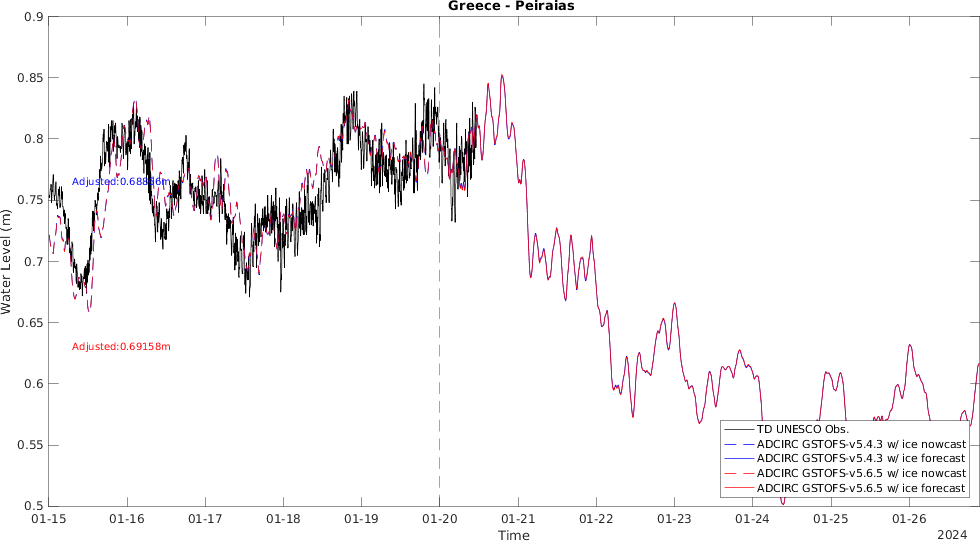 Greece - Peiraias
0.9
0.85
0.8
0.75
0.7
0.65
0.6
0.55
0.5
Water Level (m)
Adjusted:0.68886m
Adjusted:0.69158m
TD UNESCO Obs.
ADCIRC GSTOFS-v5.4.3 w/ ice nowcast
ADCIRC GSTOFS-v5.4.3 w/ ice forecast
ADCIRC GSTOFS-v5.6.5 w/ ice nowcast
ADCIRC GSTOFS-v5.6.5 w/ ice forecast
01-15 01-16 01-17 01-18 01-19 01-20 01-21 01-22 01-23 01-24 01-25 01-26
Time
2024